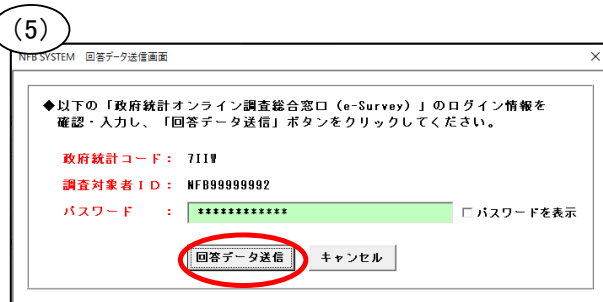 (5)
NFB SYSTEM 回答データ送信画面
◆以下の「政府統計オンライン調査総合窓口（e-Survey）」のログイン情報を
確認・入力し、「回答データ送信」ボタンをクリックしてください。
政府統計コード： 7IIW
調査対象者ＩＤ： NFB99999992
パスワード ： ************
パスワードを表示
回答データ送信 キャンセル